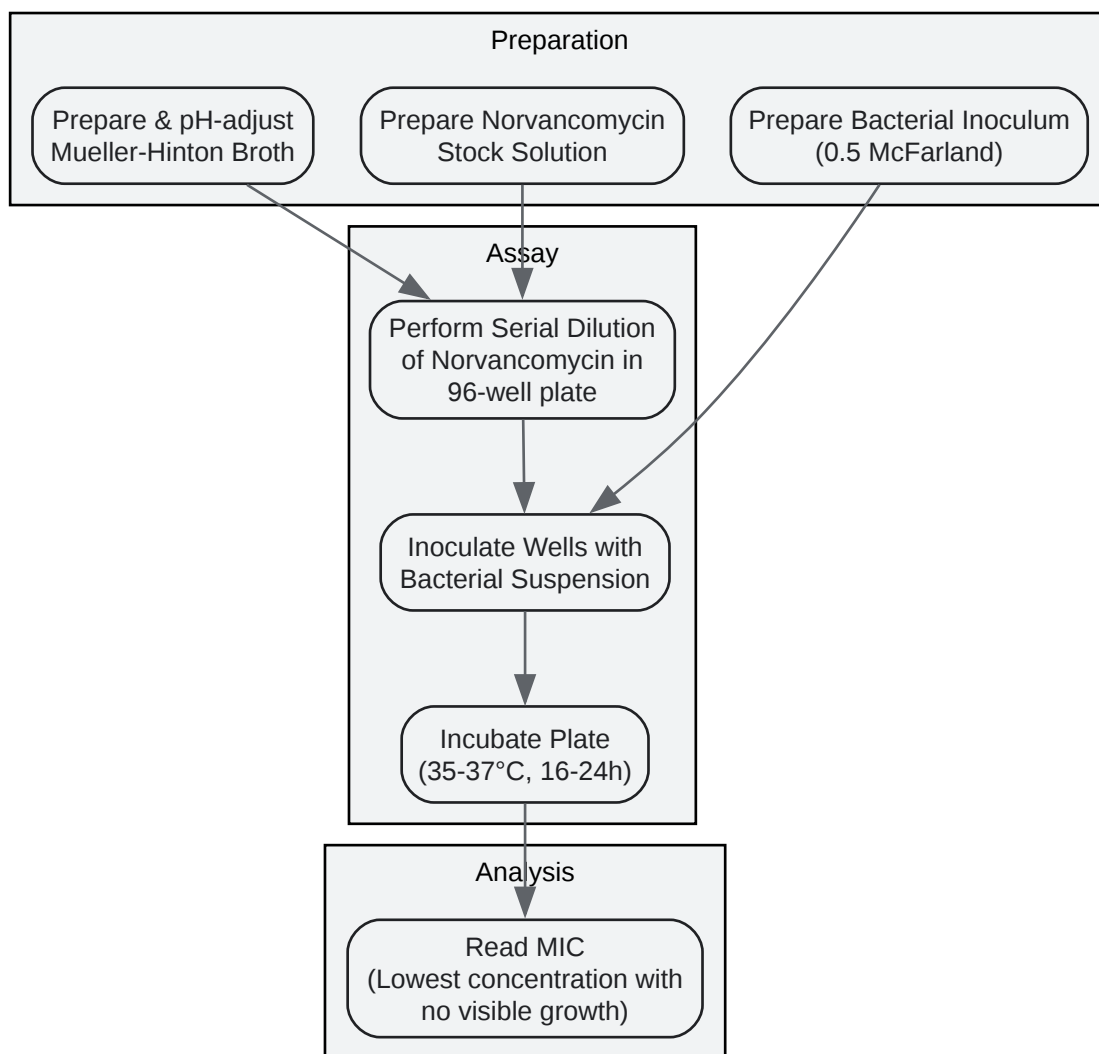 Preparation
Prepare & pH-adjust
Mueller-Hinton Broth
Prepare Norvancomycin
Stock Solution
Prepare Bacterial Inoculum
(0.5 McFarland)
Assay
Perform Serial Dilution
of Norvancomycin in
96-well plate
Inoculate Wells with
Bacterial Suspension
Incubate Plate
(35-37°C, 16-24h)
Analysis
Read MIC
(Lowest concentration with
no visible growth)